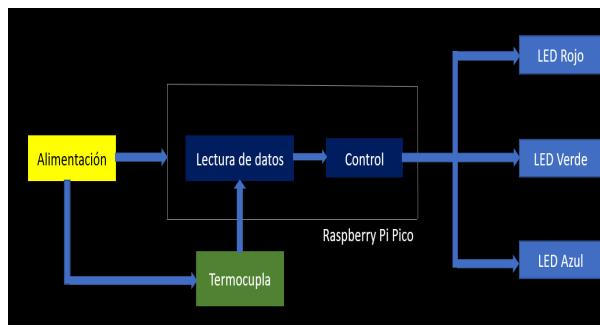 LED Rojo
Alimentación
Lectura de datos
Control
LED Verde
Raspberry Pi Pico
Termocupla
LED Azul